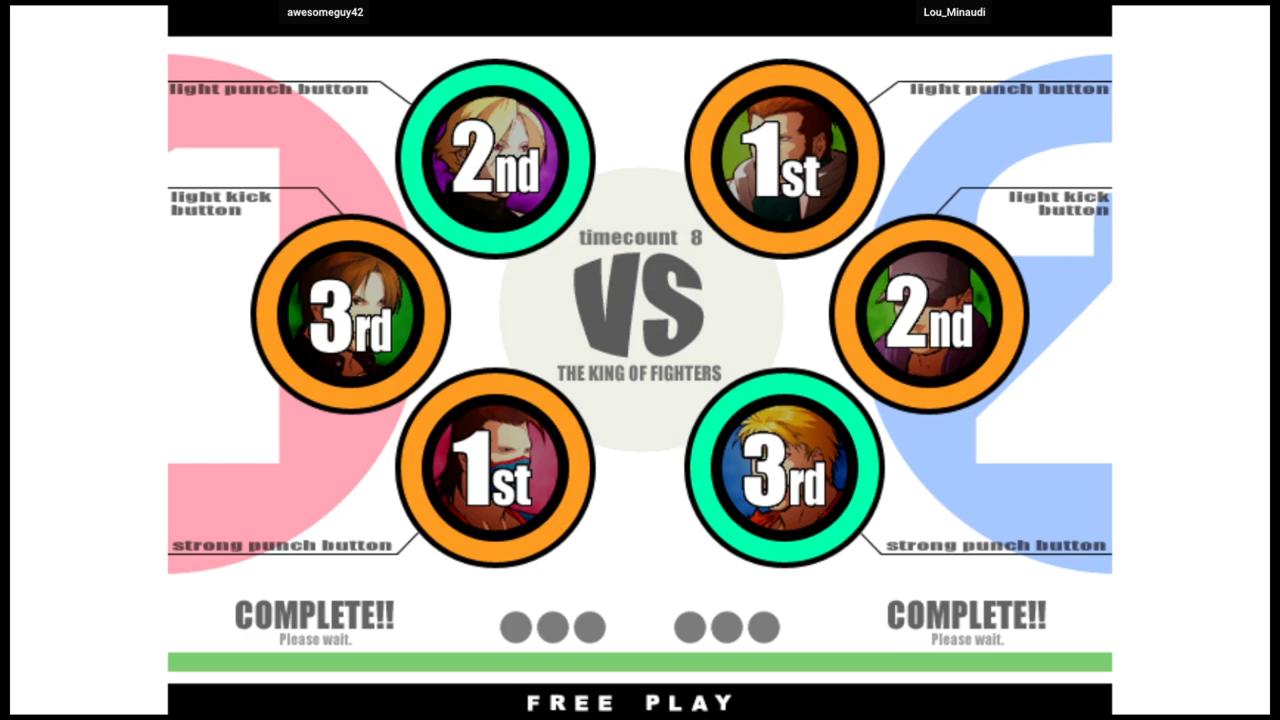 awesomeguy42
Lou_Minaudi
light punch button
light punch button
2nd
1st
light kick
button
light kick
button
timecount 8
VS
THE KING OF FIGHTERS
3rd
2nd
1st
3rd
strong punch button
strong punch button
COMPLETE!!
Please wait.
COMPLETE!!
Please wait.
FREE PLAY